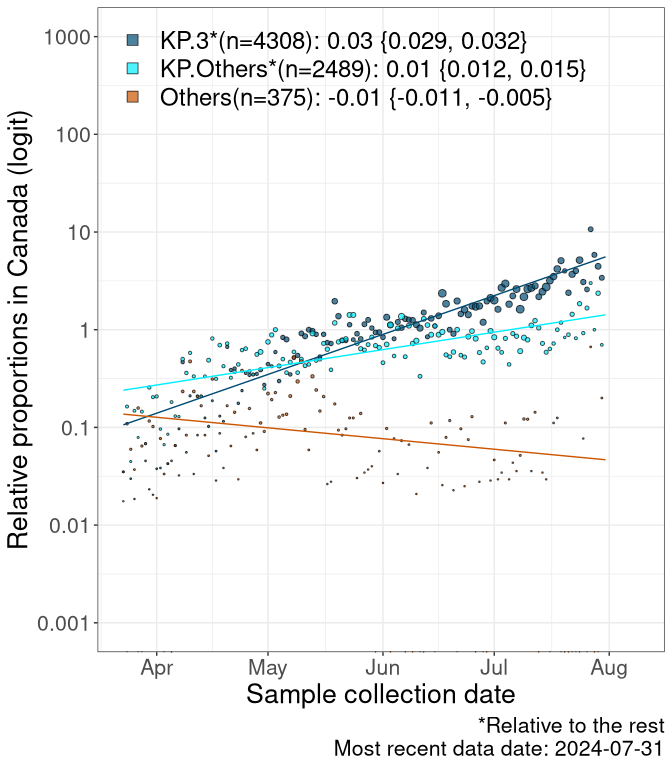 KP.3*(n=4308): 0.03 {0.029, 0.032}
KP.Others*(n=2489): 0.01 {0.012, 0.015}
Others(n=375): -0.01 {-0.011, -0.005}
Relative proportions in Canada (logit)
1000
100
10
1
0.1
0.01
0.001
Apr May Jun Jul Aug
Sample collection date
*Relative to the rest
Most recent data date: 2024-07-31